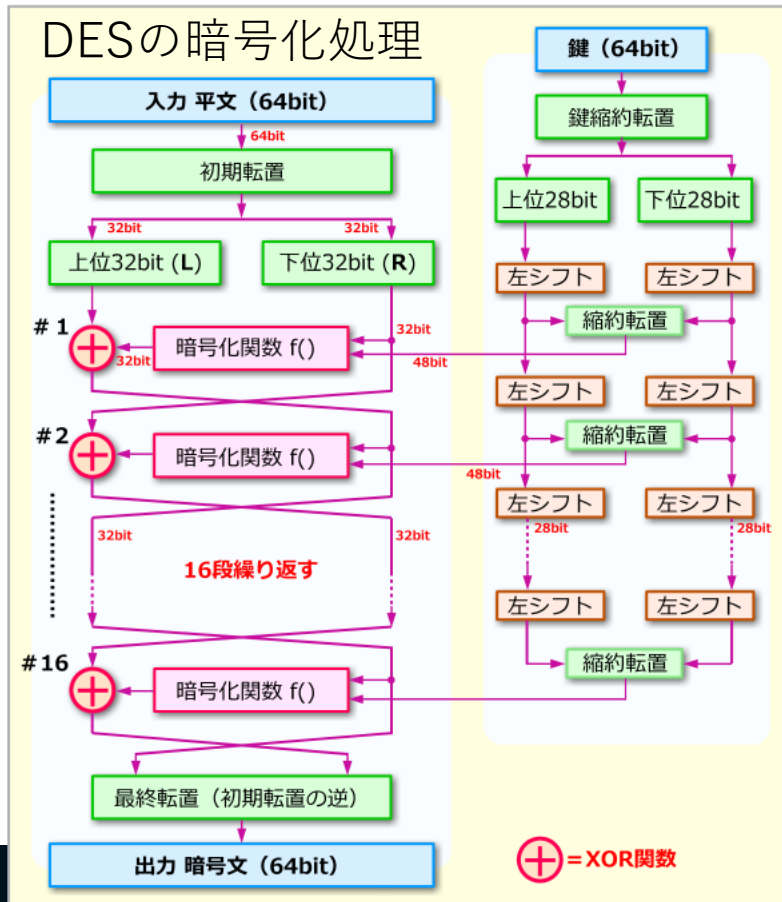 DESの暗号化処理
入力 平文（64bit）
64bit
初期転置
32bit
32bit
上位32bit (L)
下位32bit (R)
#1
32bit
暗号化関数 f()
32bit
48bit
#2
暗号化関数 f()
48bit
32bit
32bit
16段繰り返す
#16
暗号化関数 f()
最終転置（初期転置の逆）
出力 暗号文（64bit）
鍵（64bit）
鍵縮約転置
上位28bit
下位28bit
左シフト
左シフト
縮約転置
左シフト
左シフト
縮約転置
左シフト
左シフト
28bit
28bit
左シフト
左シフト
縮約転置
=XOR関数